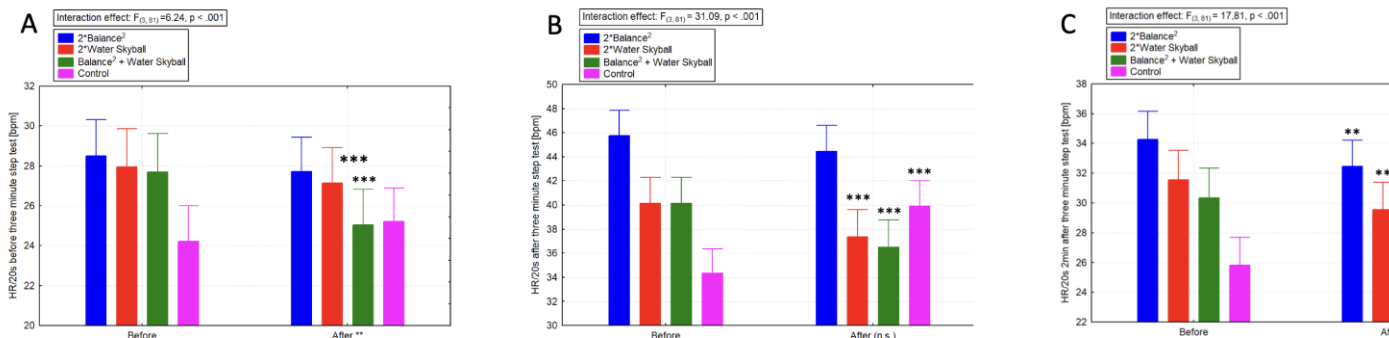 A
Interaction effect: F(3, 81) =6.24, p < .001
2*Balance²
2*Water Skyball
Balance² + Water Skyball
Control
HR/20s before three minute step test [bpm]
32
30
28
26
24
22
20
***
***
Before
After **
B
Interaction effect: F(3, 81) = 31.09, p < .001
2*Balance²
2*Water Skyball
Balance² + Water Skyball
Control
HR/20s after three minute step test [bpm]
50
48
46
44
42
40
38
36
34
32
30
***
***
***
Before
After (n.s.)
C
Interaction effect: F(3, 81) = 17,81, p < .001
2*Balance²
2*Water Skyball
Balance² + Water Skyball
Control
HR/20s 2min after three minute step test [bpm]
38
36
34
32
30
28
26
24
22
**
**
Before